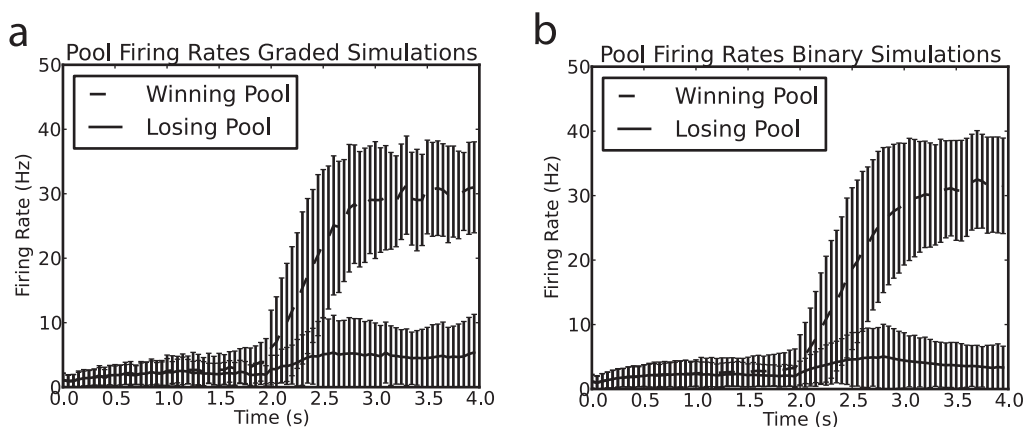 a
Pool Firing Rates Graded Simulations
50
40
30
20
10
0
Firing Rate (Hz)
Winning Pool
Losing Pool
0.0 0.5 1.0 1.5 2.0 2.5 3.0 3.5 4.0
Time (s)
b
Pool Firing Rates Binary Simulations
50
40
30
20
10
0
Firing Rate (Hz)
Winning Pool
Losing Pool
0.0 0.5 1.0 1.5 2.0 2.5 3.0 3.5 4.0
Time (s)